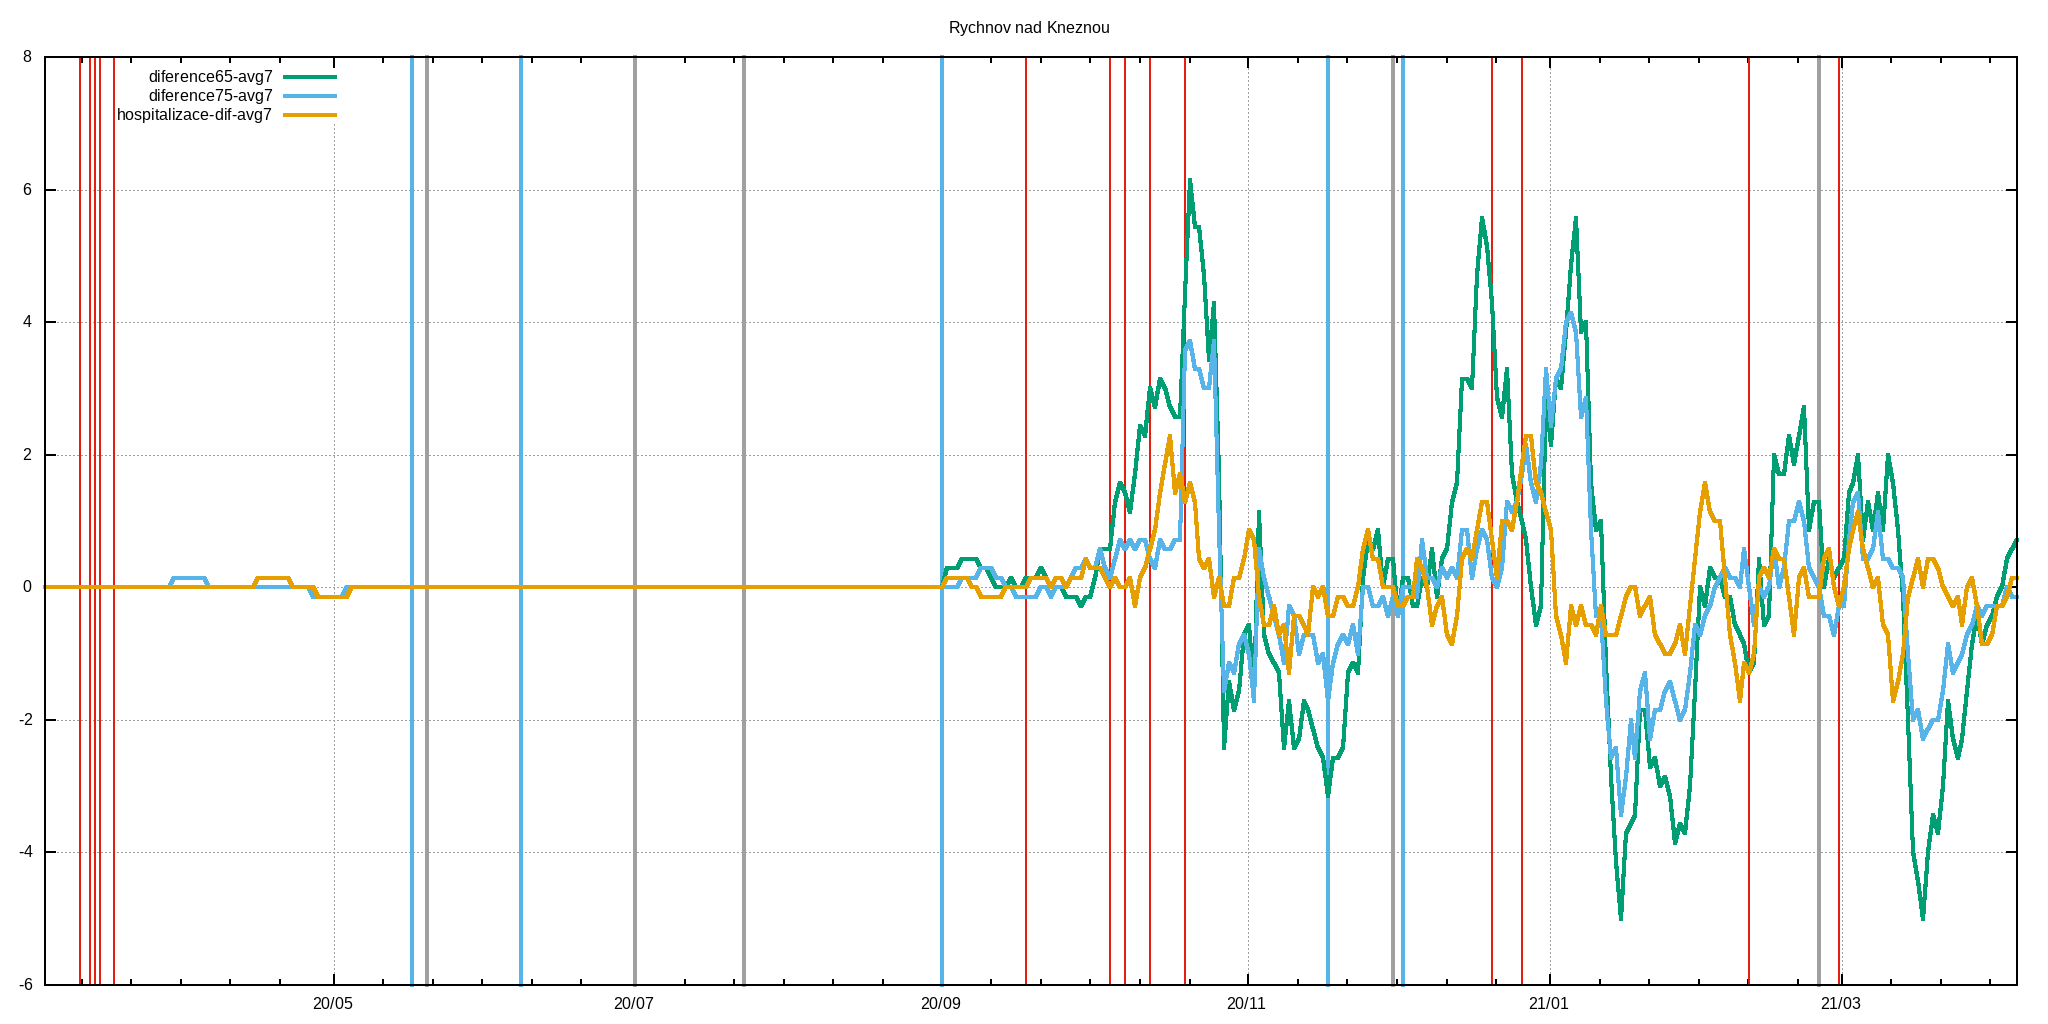 Rychnov nad Kneznou
diference65-avg7
diference75-avg7
hospitalizace-dif-avg7
8
6
4
2
0
-2
-4
-6
20/05 20/07 20/09 20/11 21/01 21/03